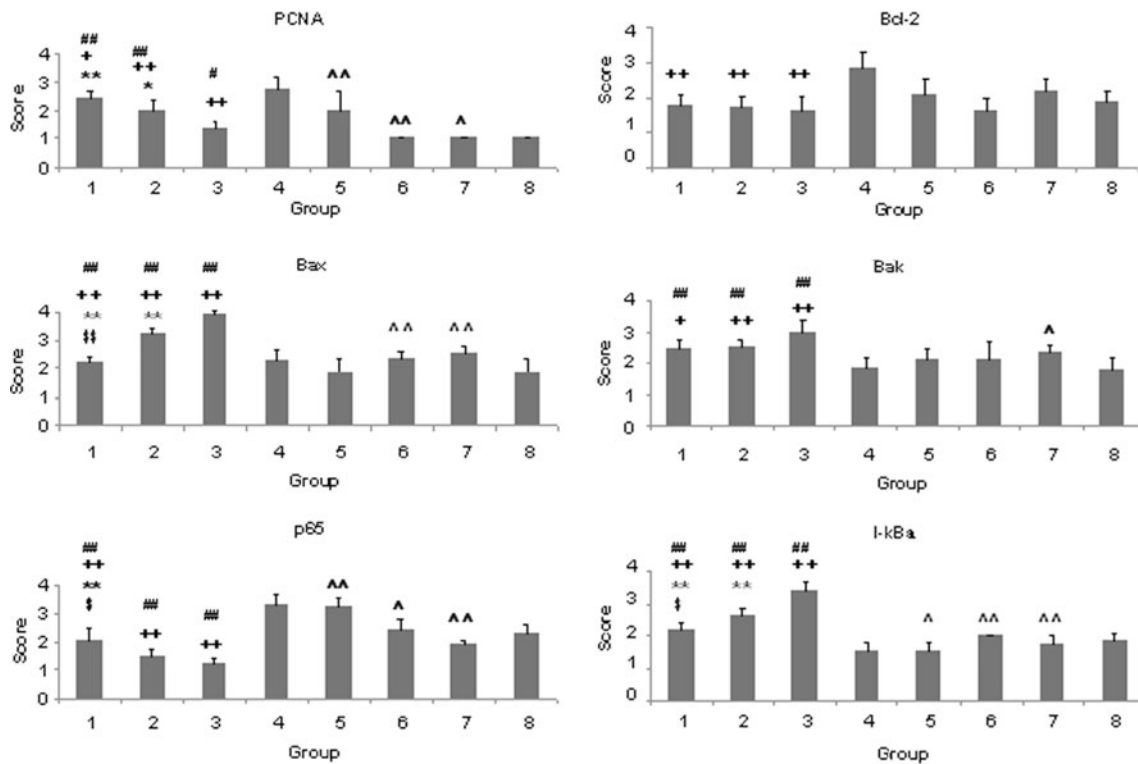 PCNA
##
+
**
##
++
*
#
++
^^
^^
^
4
3
2
1
0
Score
1 2 3 4 5 6 7 8
Group
Bcl-2
++ ++ ++
4
3
2
1
0
Score
1 2 3 4 5 6 7 8
Group
Bax
## ## ##
++ ++ ++
** **
$$
^^ ^^
4
3
2
1
0
Score
1 2 3 4 5 6 7 8
Group
Bak
## ## ##
+ ++ ++
^
4
3
2
1
0
Score
1 2 3 4 5 6 7 8
Group
p65
## ## ##
++ ++ ++
**
$
^^ ^ ^^
4
3
2
1
0
Score
1 2 3 4 5 6 7 8
Group
I-kBa
## ## ##
++ ++ ++
** **
$
^ ^^ ^^
4
3
2
1
0
Score
1 2 3 4 5 6 7 8
Group